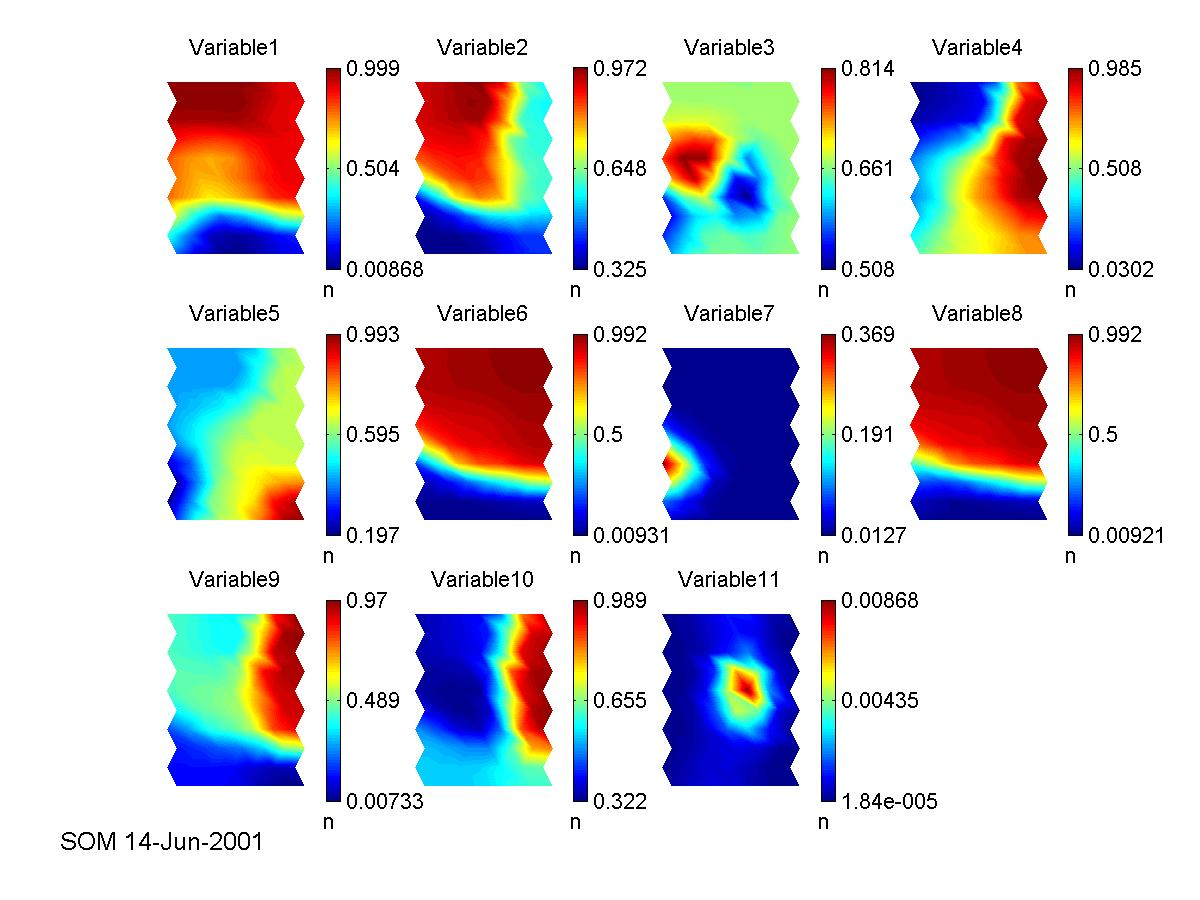 Variable1
0.999
0.504
0.00868
n
Variable2
0.972
0.648
0.325
n
Variable3
0.814
0.661
0.508
n
Variable4
0.985
0.508
0.0302
n
Variable5
0.993
0.595
0.197
n
Variable6
0.992
0.5
0.00931
n
Variable7
0.369
0.191
0.0127
n
Variable8
0.992
0.5
0.00921
n
Variable9
0.97
0.489
0.00733
n
Variable10
0.989
0.655
0.322
n
Variable11
0.00868
0.00435
1.84e-005
n
SOM 14-Jun-2001